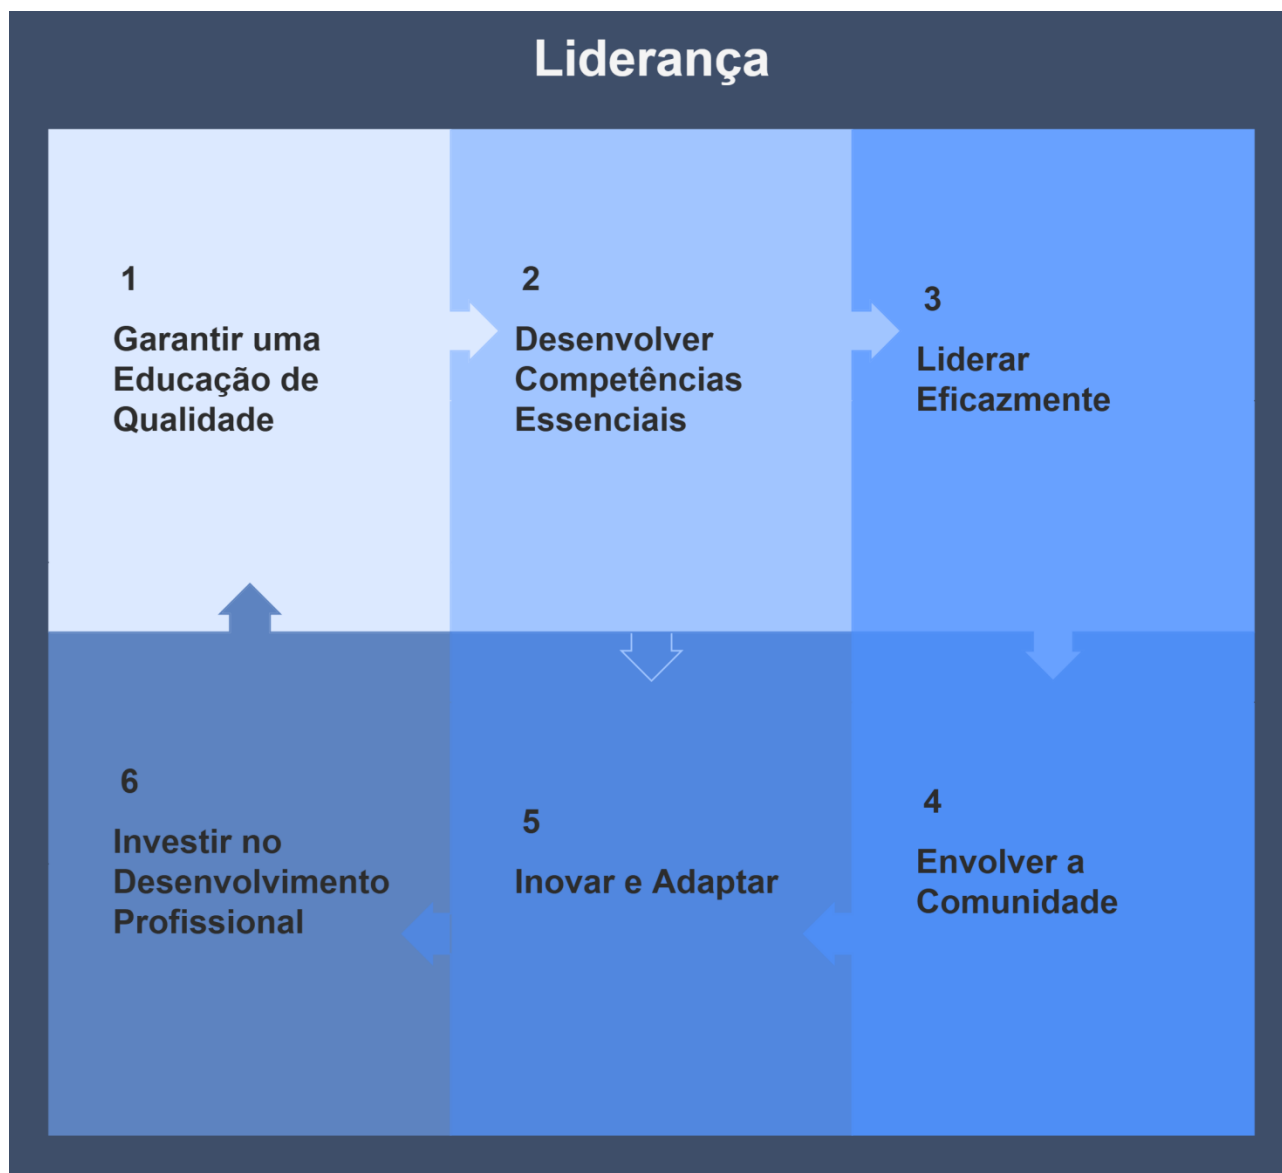 Liderança
1
Garantir uma
Educação de
Qualidade
2
Desenvolver
Competências
Essenciais
3
Liderar
Eficazmente
4
Envolver a
Comunidade
5
Inovar e Adaptar
6
Investir no
Desenvolvimento
Profissional